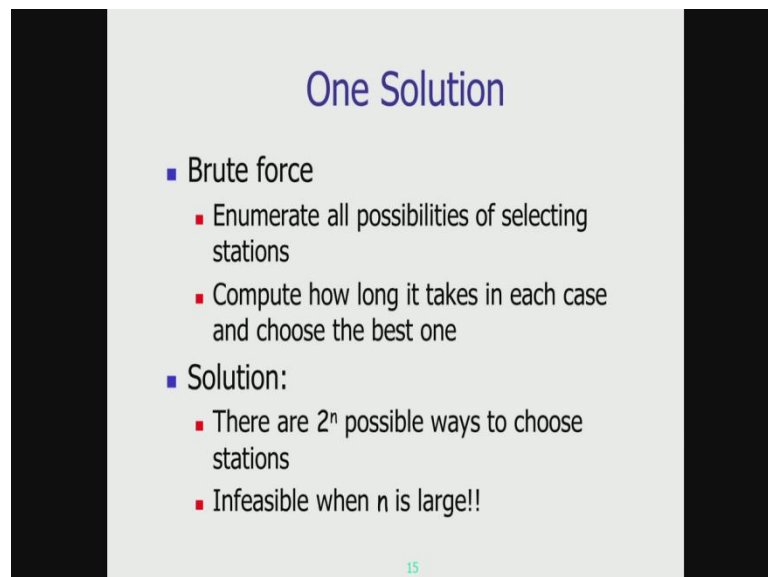 One Solution
Brute force
Enumerate all possibilities of selecting
stations
Compute how long it takes in each case
and choose the best one
Solution:
There are 2ⁿ possible ways to choose
stations
Infeasible when n is large!!
15